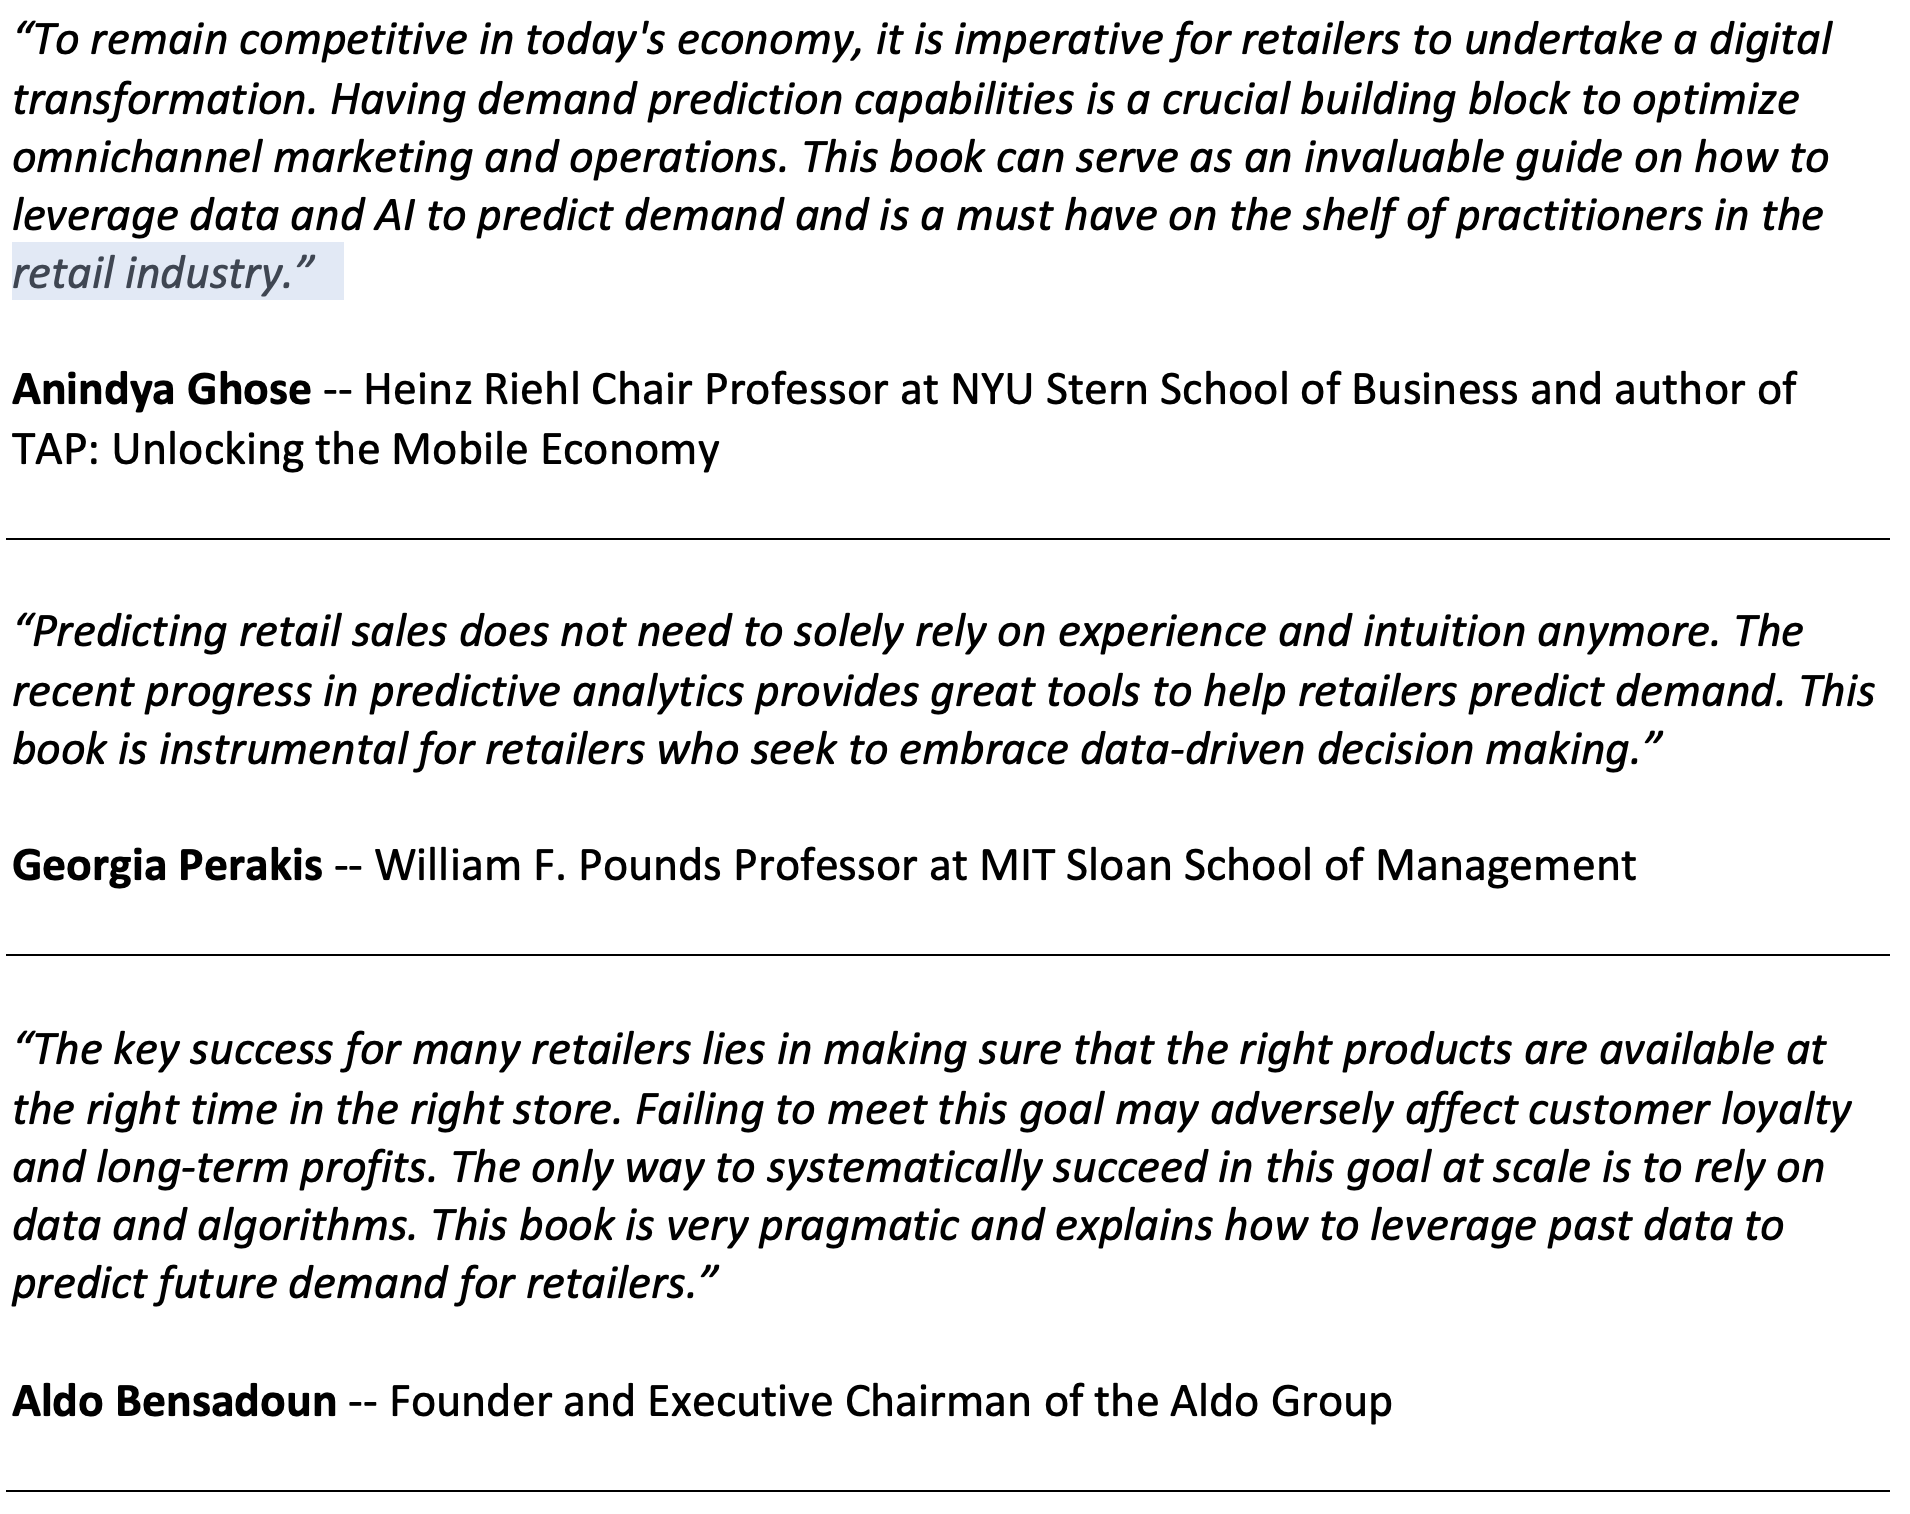 “To remain competitive in today's economy, it is imperative for retailers to undertake a digital
transformation. Having demand prediction capabilities is a crucial building block to optimize
omnichannel marketing and operations. This book can serve as an invaluable guide on how to
leverage data and AI to predict demand and is a must have on the shelf of practitioners in the
retail industry.”
Anindya Ghose -- Heinz Riehl Chair Professor at NYU Stern School of Business and author of
TAP: Unlocking the Mobile Economy
“Predicting retail sales does not need to solely rely on experience and intuition anymore. The
recent progress in predictive analytics provides great tools to help retailers predict demand. This
book is instrumental for retailers who seek to embrace data-driven decision making.”
Georgia Perakis -- William F. Pounds Professor at MIT Sloan School of Management
“The key success for many retailers lies in making sure that the right products are available at
the right time in the right store. Failing to meet this goal may adversely affect customer loyalty
and long-term profits. The only way to systematically succeed in this goal at scale is to rely on
data and algorithms. This book is very pragmatic and explains how to leverage past data to
predict future demand for retailers.”
Aldo Bensadoun -- Founder and Executive Chairman of the Aldo Group